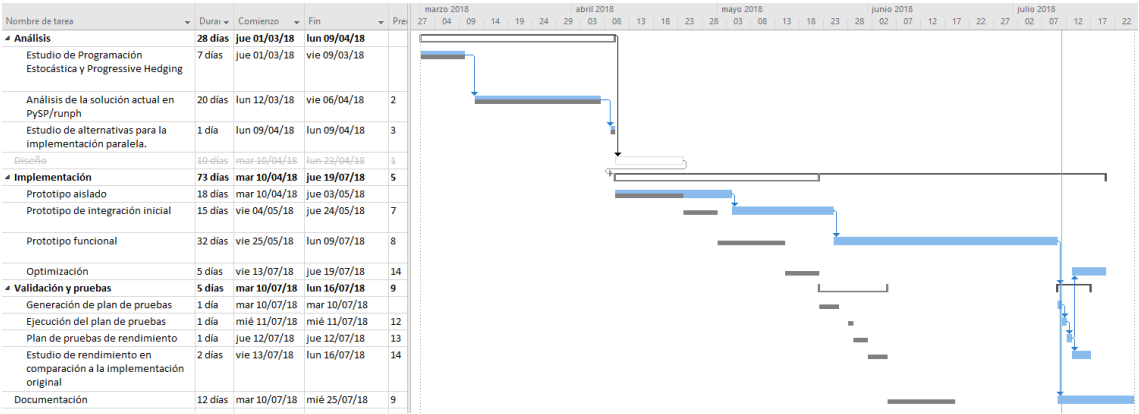 marzo 2018 abril 2018 mayo 2018 junio 2018 julio 2018
Nombre de tarea Durac Comienzo Fin Pred 27 04 09 14 19 24 29 03 08 13 18 23 28 03 08 13 18 23 28 02 07 12 17 22 27 02 07 12 17 22
Análisis 28 días jue 01/03/18 lun 09/04/18
Estudio de Programación 7 días jue 01/03/18 vie 09/03/18
Estocástica y Progressive Hedging
Análisis de la solución actual en 20 días lun 12/03/18 vie 06/04/18 2
PySP/runph
Estudio de alternativas para la 1 día lun 09/04/18 lun 09/04/18 3
implementación paralela.
Diseño 10 días mar 10/04/18 lun 23/04/18 1
Implementación 73 días mar 10/04/18 jue 19/07/18 5
Prototipo aislado 18 días mar 10/04/18 jue 03/05/18
Prototipo de integración inicial 15 días vie 04/05/18 jue 24/05/18 7
Prototipo funcional 32 días vie 25/05/18 lun 09/07/18 8
Optimización 5 días vie 13/07/18 jue 19/07/18 14
Validación y pruebas 5 días mar 10/07/18 lun 16/07/18 9
Generación de plan de pruebas 1 día mar 10/07/18 mar 10/07/18
Ejecución del plan de pruebas 1 día mié 11/07/18 mié 11/07/18 12
Plan de pruebas de rendimiento 1 día jue 12/07/18 jue 12/07/18 13
Estudio de rendimiento en 2 días vie 13/07/18 lun 16/07/18 14
comparación a la implementación
original
Documentación 12 días mar 10/07/18 mié 25/07/18 9